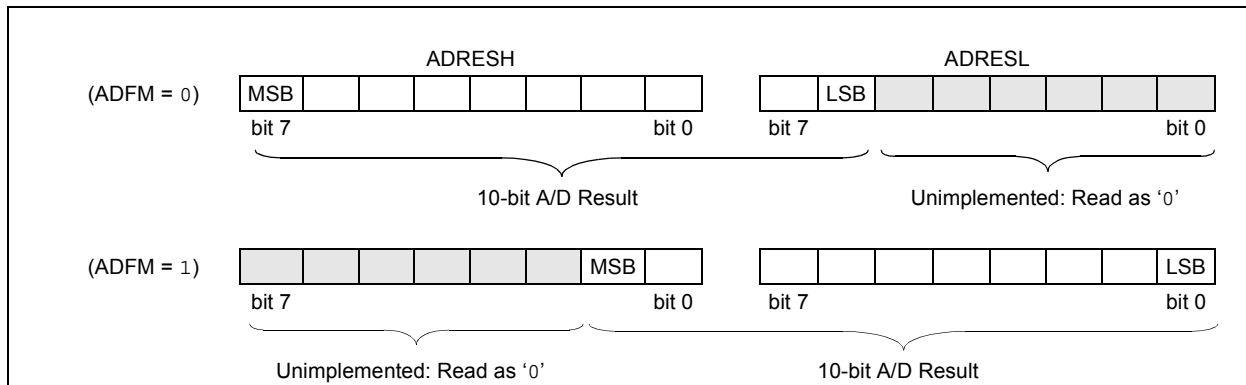 ADRESH ADRESL
(ADFM = 0) MSB LSB
bit 7 bit 0 bit 7 bit 0
10-bit A/D Result Unimplemented: Read as ‘0’
(ADFM = 1) MSB LSB
bit 7 bit 0 bit 7 bit 0
Unimplemented: Read as ‘0’ 10-bit A/D Result